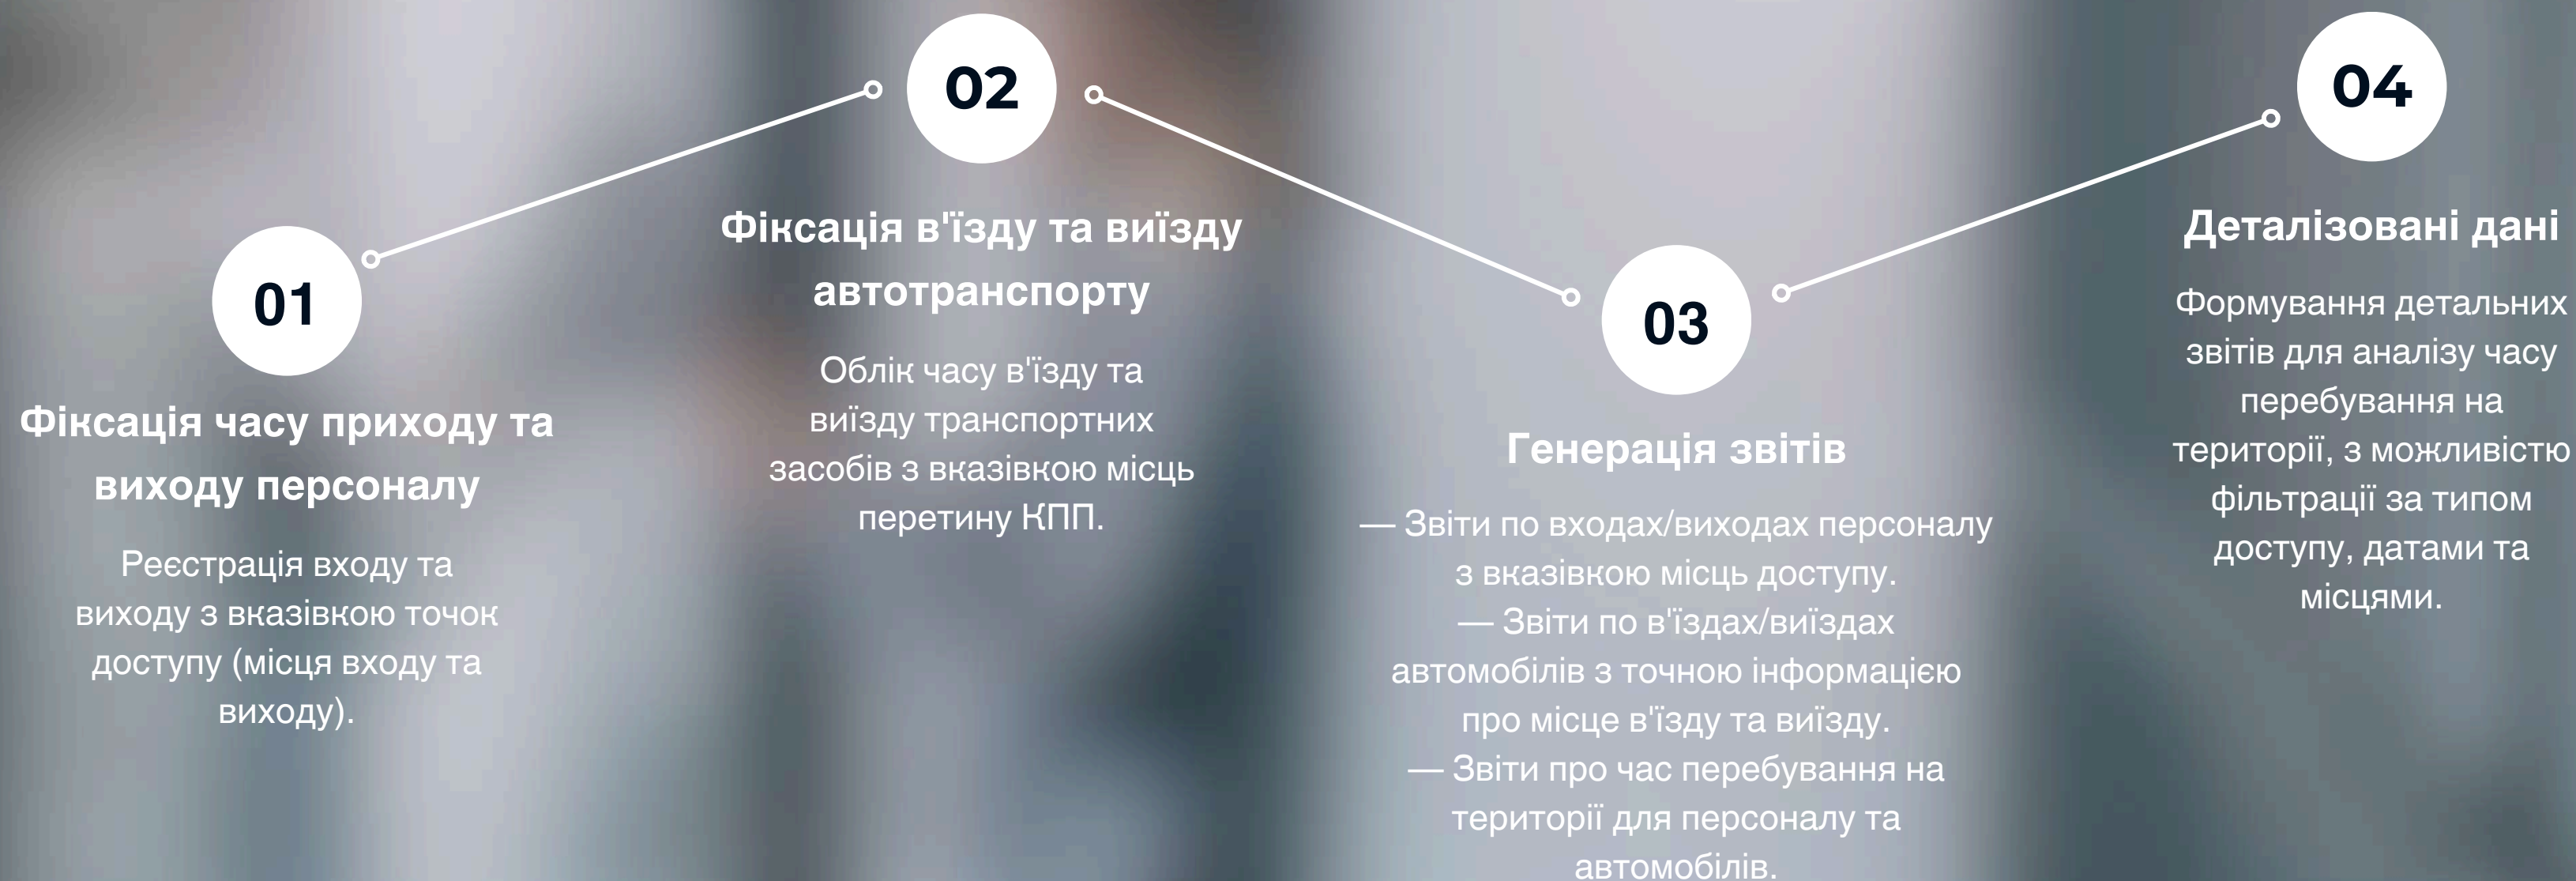 01
Фіксація часу приходу та
виходу персоналу
Реєстрація входу та
виходу з вказівкою точок
доступу (місця входу та
виходу).
02
Фіксація в'їзду та виїзду
автотранспорту
Облік часу в'їзду та
виїзду транспортних
засобів з вказівкою місць
перетину КПП.
03
Генерація звітів
— Звіти по входах/виходах персоналу
з вказівкою місць доступу.
— Звіти по в'їздах/виїздах
автомобілів з точною інформацією
про місце в'їзду та виїзду.
— Звіти про час перебування на
території для персоналу та
автомобілів.
04
Деталізовані дані
Формування детальних
звітів для аналізу часу
перебування на
території, з можливістю
фільтрації за типом
доступу, датами та
місцями.